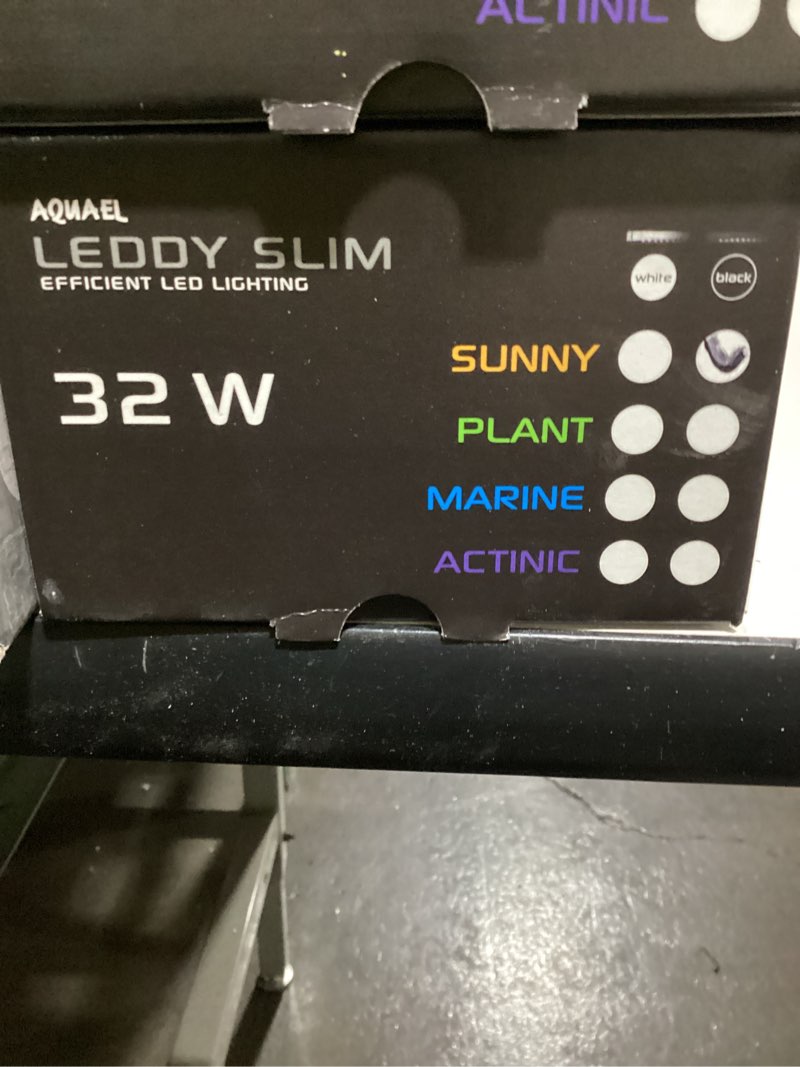 ACTINIC
AQUAEL
LEDDY SLIM
EFFICIENT LED LIGHTING
white black
32 W
SUNNY
PLANT
MARINE
ACTINIC